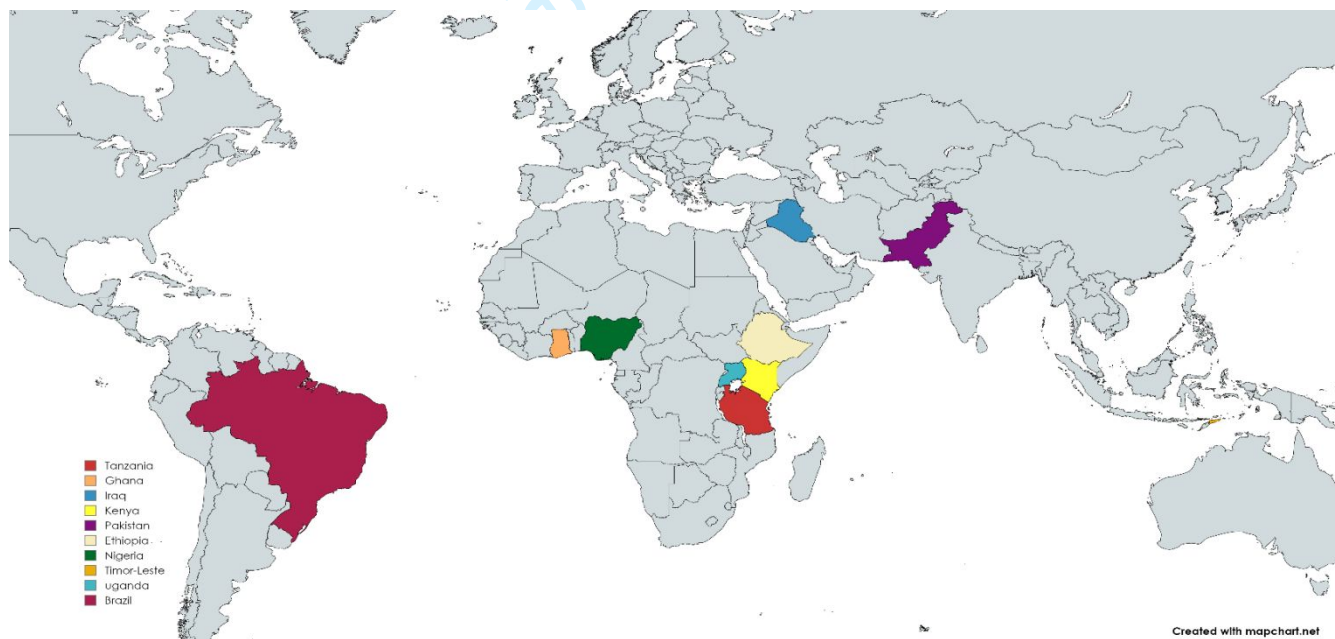 Tanzania
Ghana
Iraq
Kenya
Pakistan
Ethiopia
Nigeria
Timor-Leste
uganda
Brazil
Created with mapchart.net